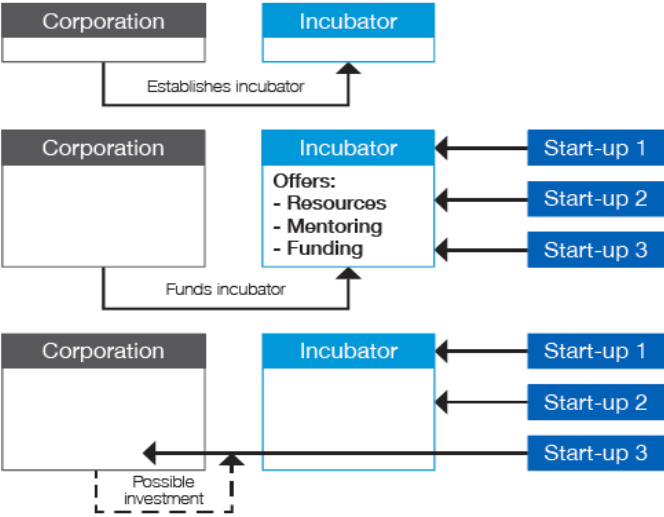 Corporation
Incubator
Establishes incubator
Corporation
Incubator
Start-up 1
Offers:
- Resources
Start-up 2
- Mentoring
- Funding
Start-up 3
Funds incubator
Corporation
Incubator
Start-up 1
Start-up 2
Start-up 3
Possible
investment